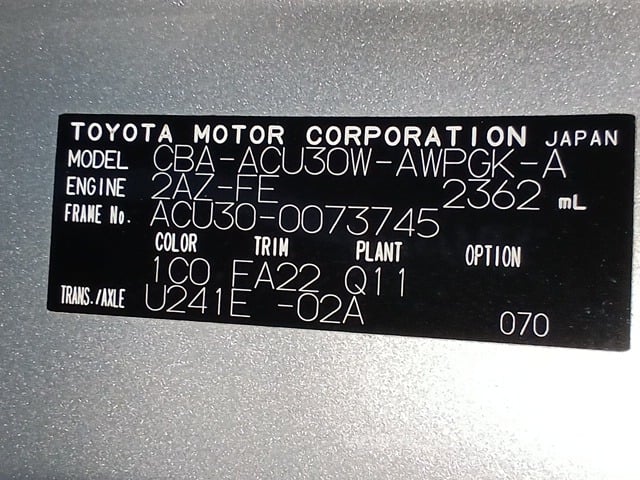 TOYOTA MOTOR CORPORATION JAPAN
MODEL CBA-ACU30W-AWPGK-A
ENGINE 2AZ-FE 2362 mL
FRAME No. ACU30-0073745
COLOR TRIM PLANT OPTION
1C0 FA22 Q11
TRANS./AXLE U241E -02A
070